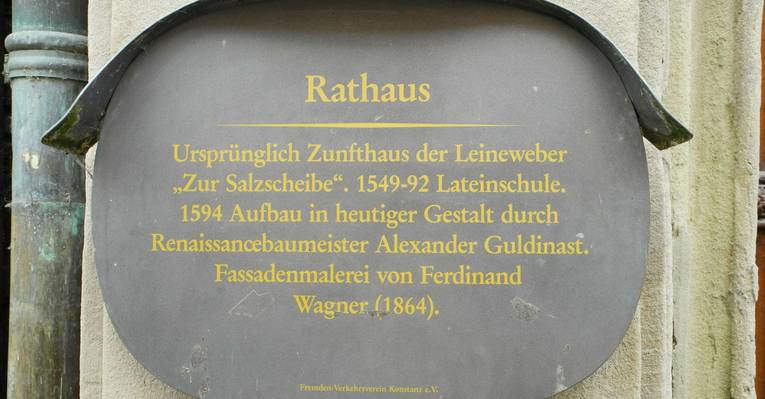 Rathaus
Ursprünglich Zunfthaus der Leineweber
„Zur Salzscheibe“. 1549-92 Lateinschule.
1594 Aufbau in heutiger Gestalt durch
Renaissancebaumeister Alexander Guldinast.
Fassadenmalerei von Ferdinand
Wagner (1864).
Fremden-Verkehrsverein Konstanz e.V.